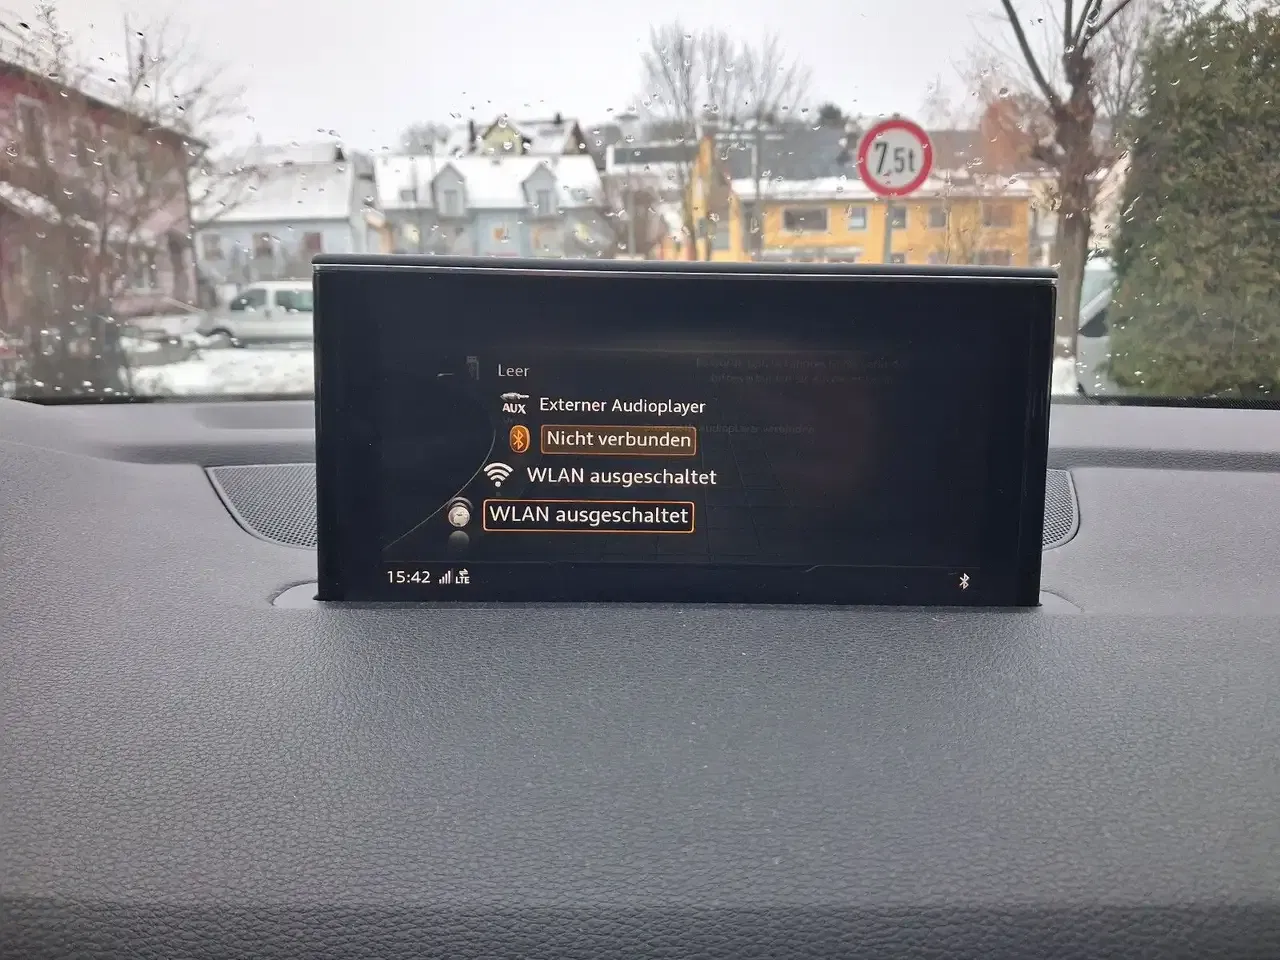 7,5t
Leer
AUX Externer Audioplayer
Nicht verbunden
WLAN ausgeschaltet
WLAN ausgeschaltet
15:42 LTE